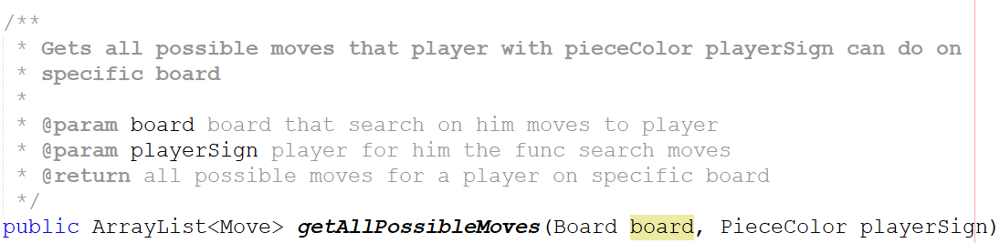 /**
 * Gets all possible moves that player with pieceColor playerSign can do on
 * specific board
 *
 * @param board board that search on him moves to player
 * @param playerSign player for him the func search moves
 * @return all possible moves for a player on specific board
 */
public ArrayList<Move> getAllPossibleMoves(Board board, PieceColor playerSign)